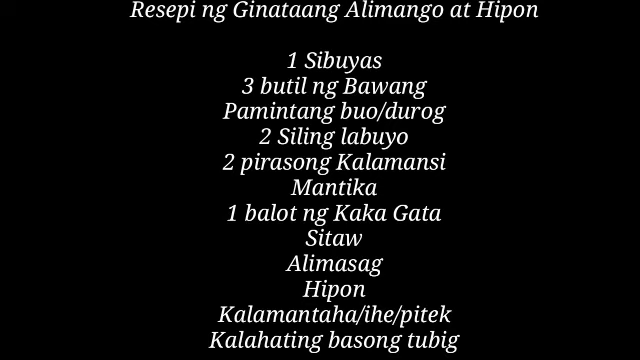 Resepi ng Ginataang Alimango at Hipon
1 Sibuyas
3 butil ng Bawang
Pamintang buo/durog
2 Siling labuyo
2 pirasong Kalamansi
Mantika
1 balot ng Kaka Gata
Sitaw
Alimasag
Hipon
Kalamantaha/ihe/pitek
Kalahating basong tubig